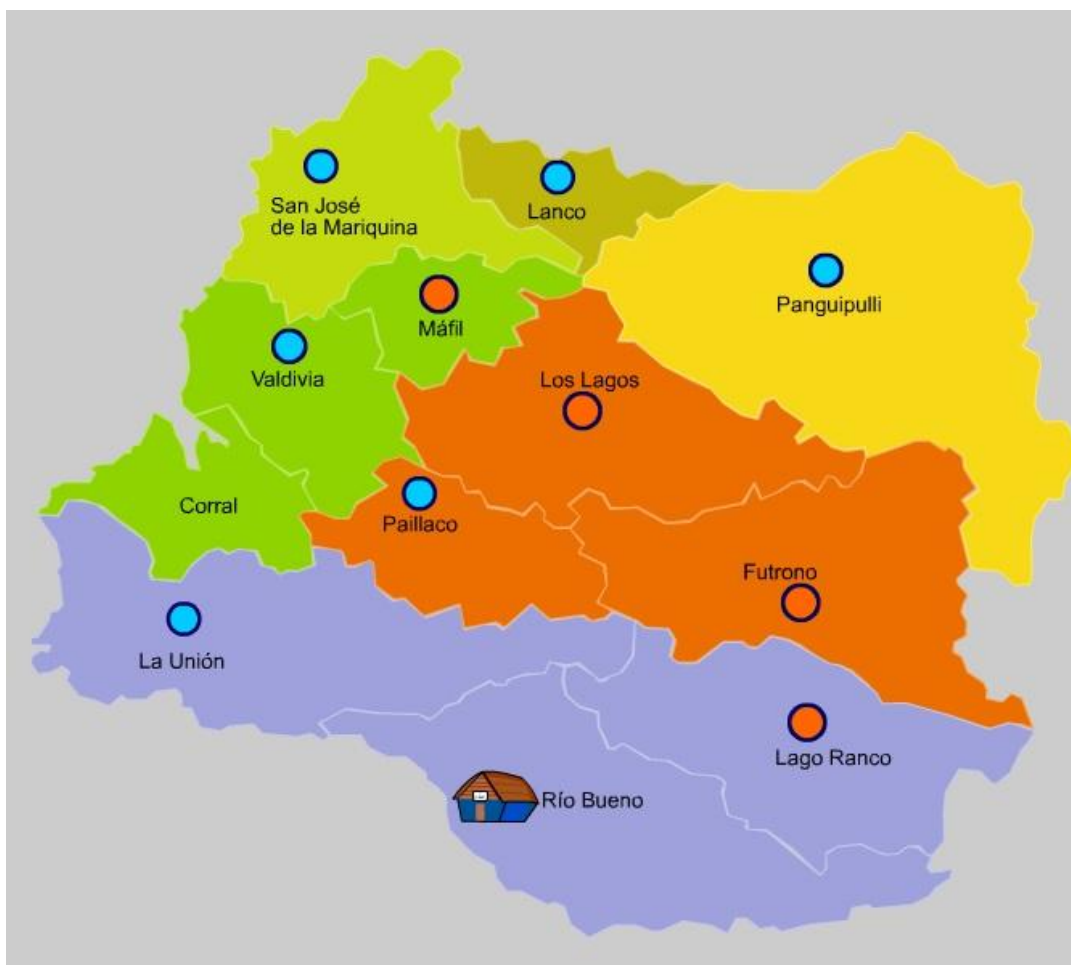 San José
de la Mariquina
Lanco
Panguipulli
Máfil
Valdivia
Los Lagos
Corral
Paillaco
Futrono
La Unión
Lago Ranco
Río Bueno